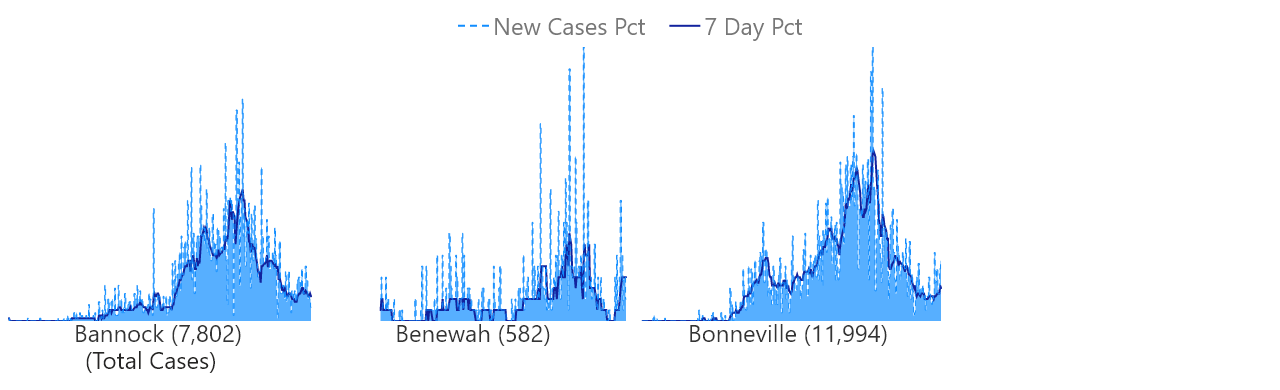 New Cases Pct 7 Day Pct
Bannock (7,802) Benewah (582) Bonneville (11,994)
(Total Cases)